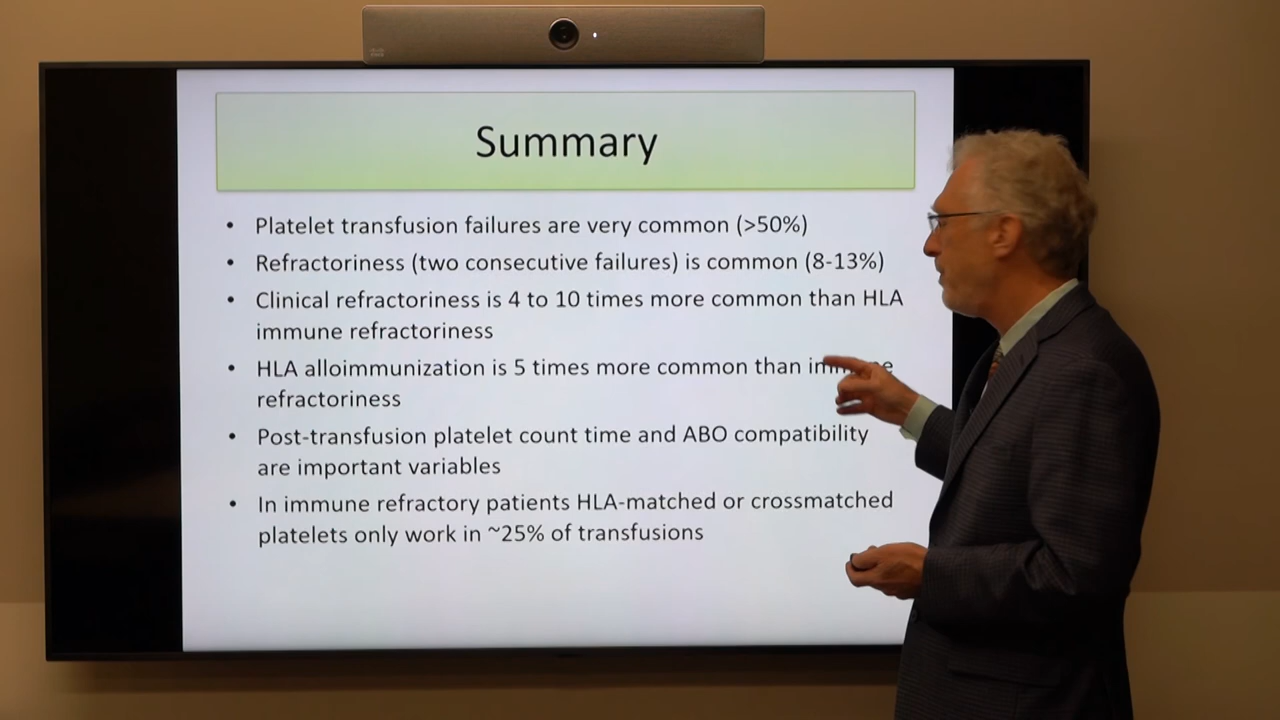 Summary
• Platelet transfusion failures are very common (>50%)
• Refractoriness (two consecutive failures) is common (8-13%)
• Clinical refractoriness is 4 to 10 times more common than HLA
immune refractoriness
• HLA alloimmunization is 5 times more common than immune
refractoriness
• Post-transfusion platelet count time and ABO compatibility
are important variables
• In immune refractory patients HLA-matched or crossmatched
platelets only work in ~25% of transfusions